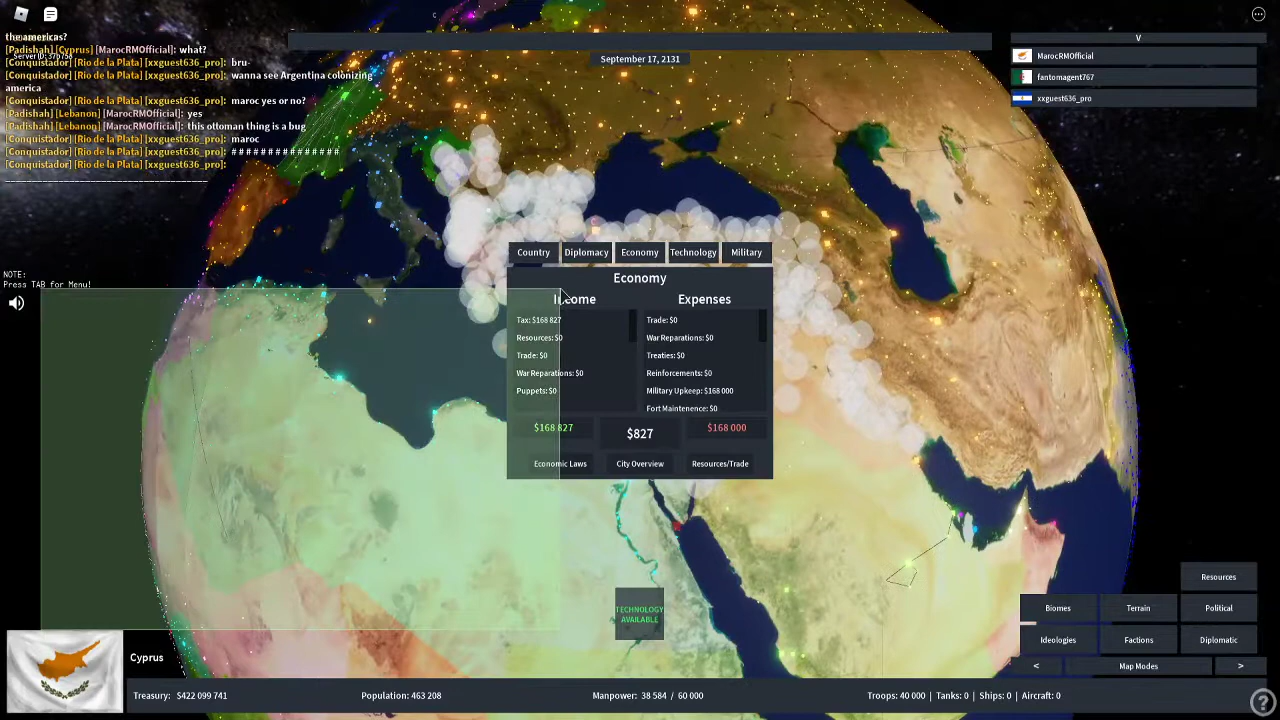 the americas?
[Padishah] [Cyprus] [MarocRMOfficial]: what?
[Conquistador] [Rio de la Plata] [xxguest636_pro]: bru-
[Conquistador] [Rio de la Plata] [xxguest636_pro]: wanna see Argentina colonizing
america
[Conquistador] [Rio de la Plata] [xxguest636_pro]: maroc yes or no?
[Padishah] [Lebanon] [MarocRMOfficial]: yes
[Padishah] [Lebanon] [MarocRMOfficial]: this ottoman thing is a bug
[Conquistador] [Rio de la Plata] [xxguest636_pro]: maroc
[Conquistador] [Rio de la Plata] [xxguest636_pro]: # # # # # # # # # # # # # #
[Conquistador] [Rio de la Plata] [xxguest636_pro]:
September 17, 2131
V
MarocRMOfficial
fantomagent767
xxguest636_pro
NOTE:
Press TAB for Menu!
Country
Diplomacy
Economy
Technology
Military
Economy
Income
Expenses
Tax: $168 827
Resources: $0
Trade: $0
War Reparations: $0
Puppets: $0
Trade: $0
War Reparations: $0
Treaties: $0
Reinforcements: $0
Military Upkeep: $168 000
Fort Maintenence: $0
$168 827
$827
$168 000
Economic Laws
City Overview
Resources/Trade
TECHNOLOGY
AVAILABLE
Resources
Biomes
Terrain
Political
Ideologies
Factions
Diplomatic
<
Map Modes
>
Cyprus
Treasury: $422 099 741
Population: 463 208
Manpower: 38 584 / 60 000
Troops: 40 000 | Tanks: 0 | Ships: 0 | Aircraft: 0
?